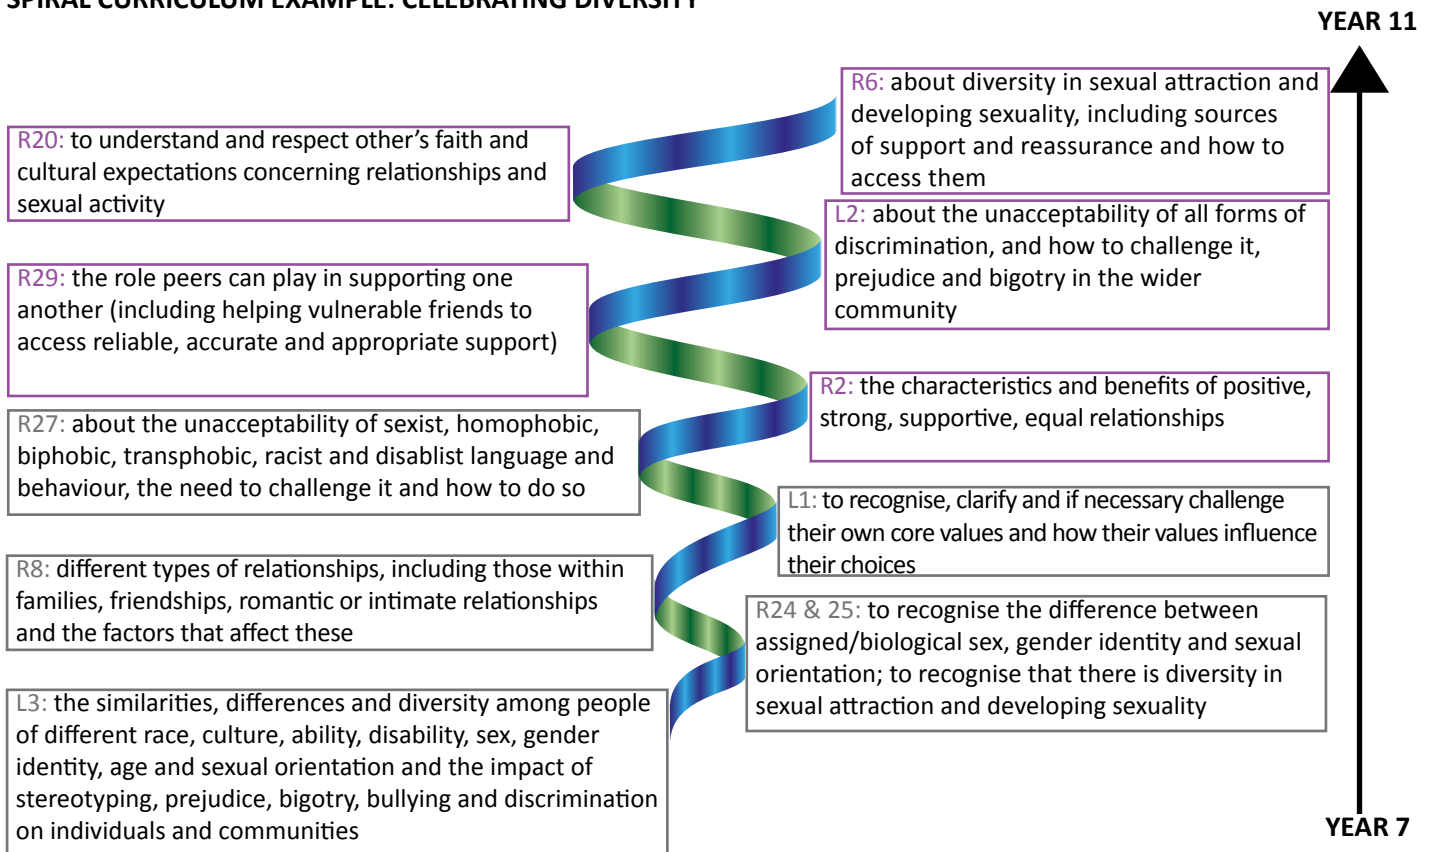 SPIRAL CURRICULUM EXAMPLE: CELEBRATING DIVERSITY
YEAR 11
R6: about diversity in sexual attraction and
developing sexuality, including sources
of support and reassurance and how to
access them
R20: to understand and respect other's faith and
cultural expectations concerning relationships and
sexual activity
L2: about the unacceptability of all forms of
discrimination, and how to challenge it,
prejudice and bigotry in the wider
community
R29: the role peers can play in supporting one
another (including helping vulnerable friends to
access reliable, accurate and appropriate support)
R2: the characteristics and benefits of positive,
strong, supportive, equal relationships
R27: about the unacceptability of sexist, homophobic,
biphobic, transphobic, racist and disablist language and
behaviour, the need to challenge it and how to do so
L1: to recognise, clarify and if necessary challenge
their own core values and how their values influence
their choices
R8: different types of relationships, including those within
families, friendships, romantic or intimate relationships
and the factors that affect these
R24 & 25: to recognise the difference between
assigned/biological sex, gender identity and sexual
orientation; to recognise that there is diversity in
sexual attraction and developing sexuality
L3: the similarities, differences and diversity among people
of different race, culture, ability, disability, sex, gender
identity, age and sexual orientation and the impact of
stereotyping, prejudice, bigotry, bullying and discrimination
on individuals and communities
YEAR 7